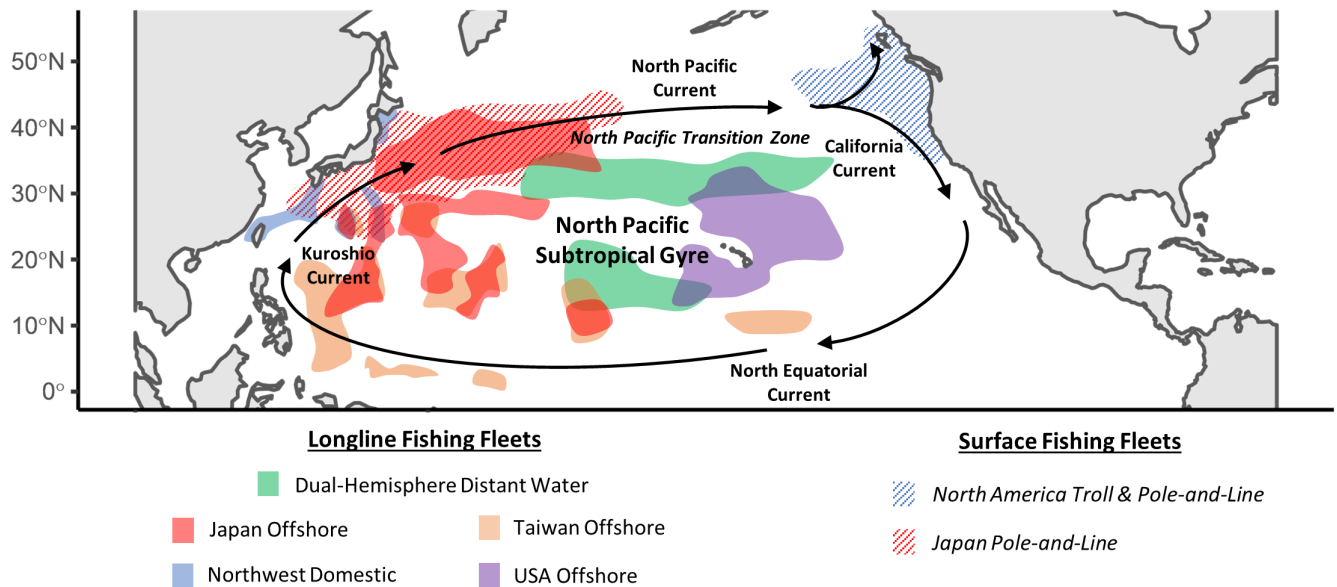 50°N
40°N
30°N
20°N
10°N
0°
North Pacific
Current
North Pacific Transition Zone
California
Current
North Pacific
Subtropical Gyre
Kuroshio
Current
North Equatorial
Current
Longline Fishing Fleets
Dual-Hemisphere Distant Water
Japan Offshore
Taiwan Offshore
Northwest Domestic
USA Offshore
Surface Fishing Fleets
North America Troll & Pole-and-Line
Japan Pole-and-Line